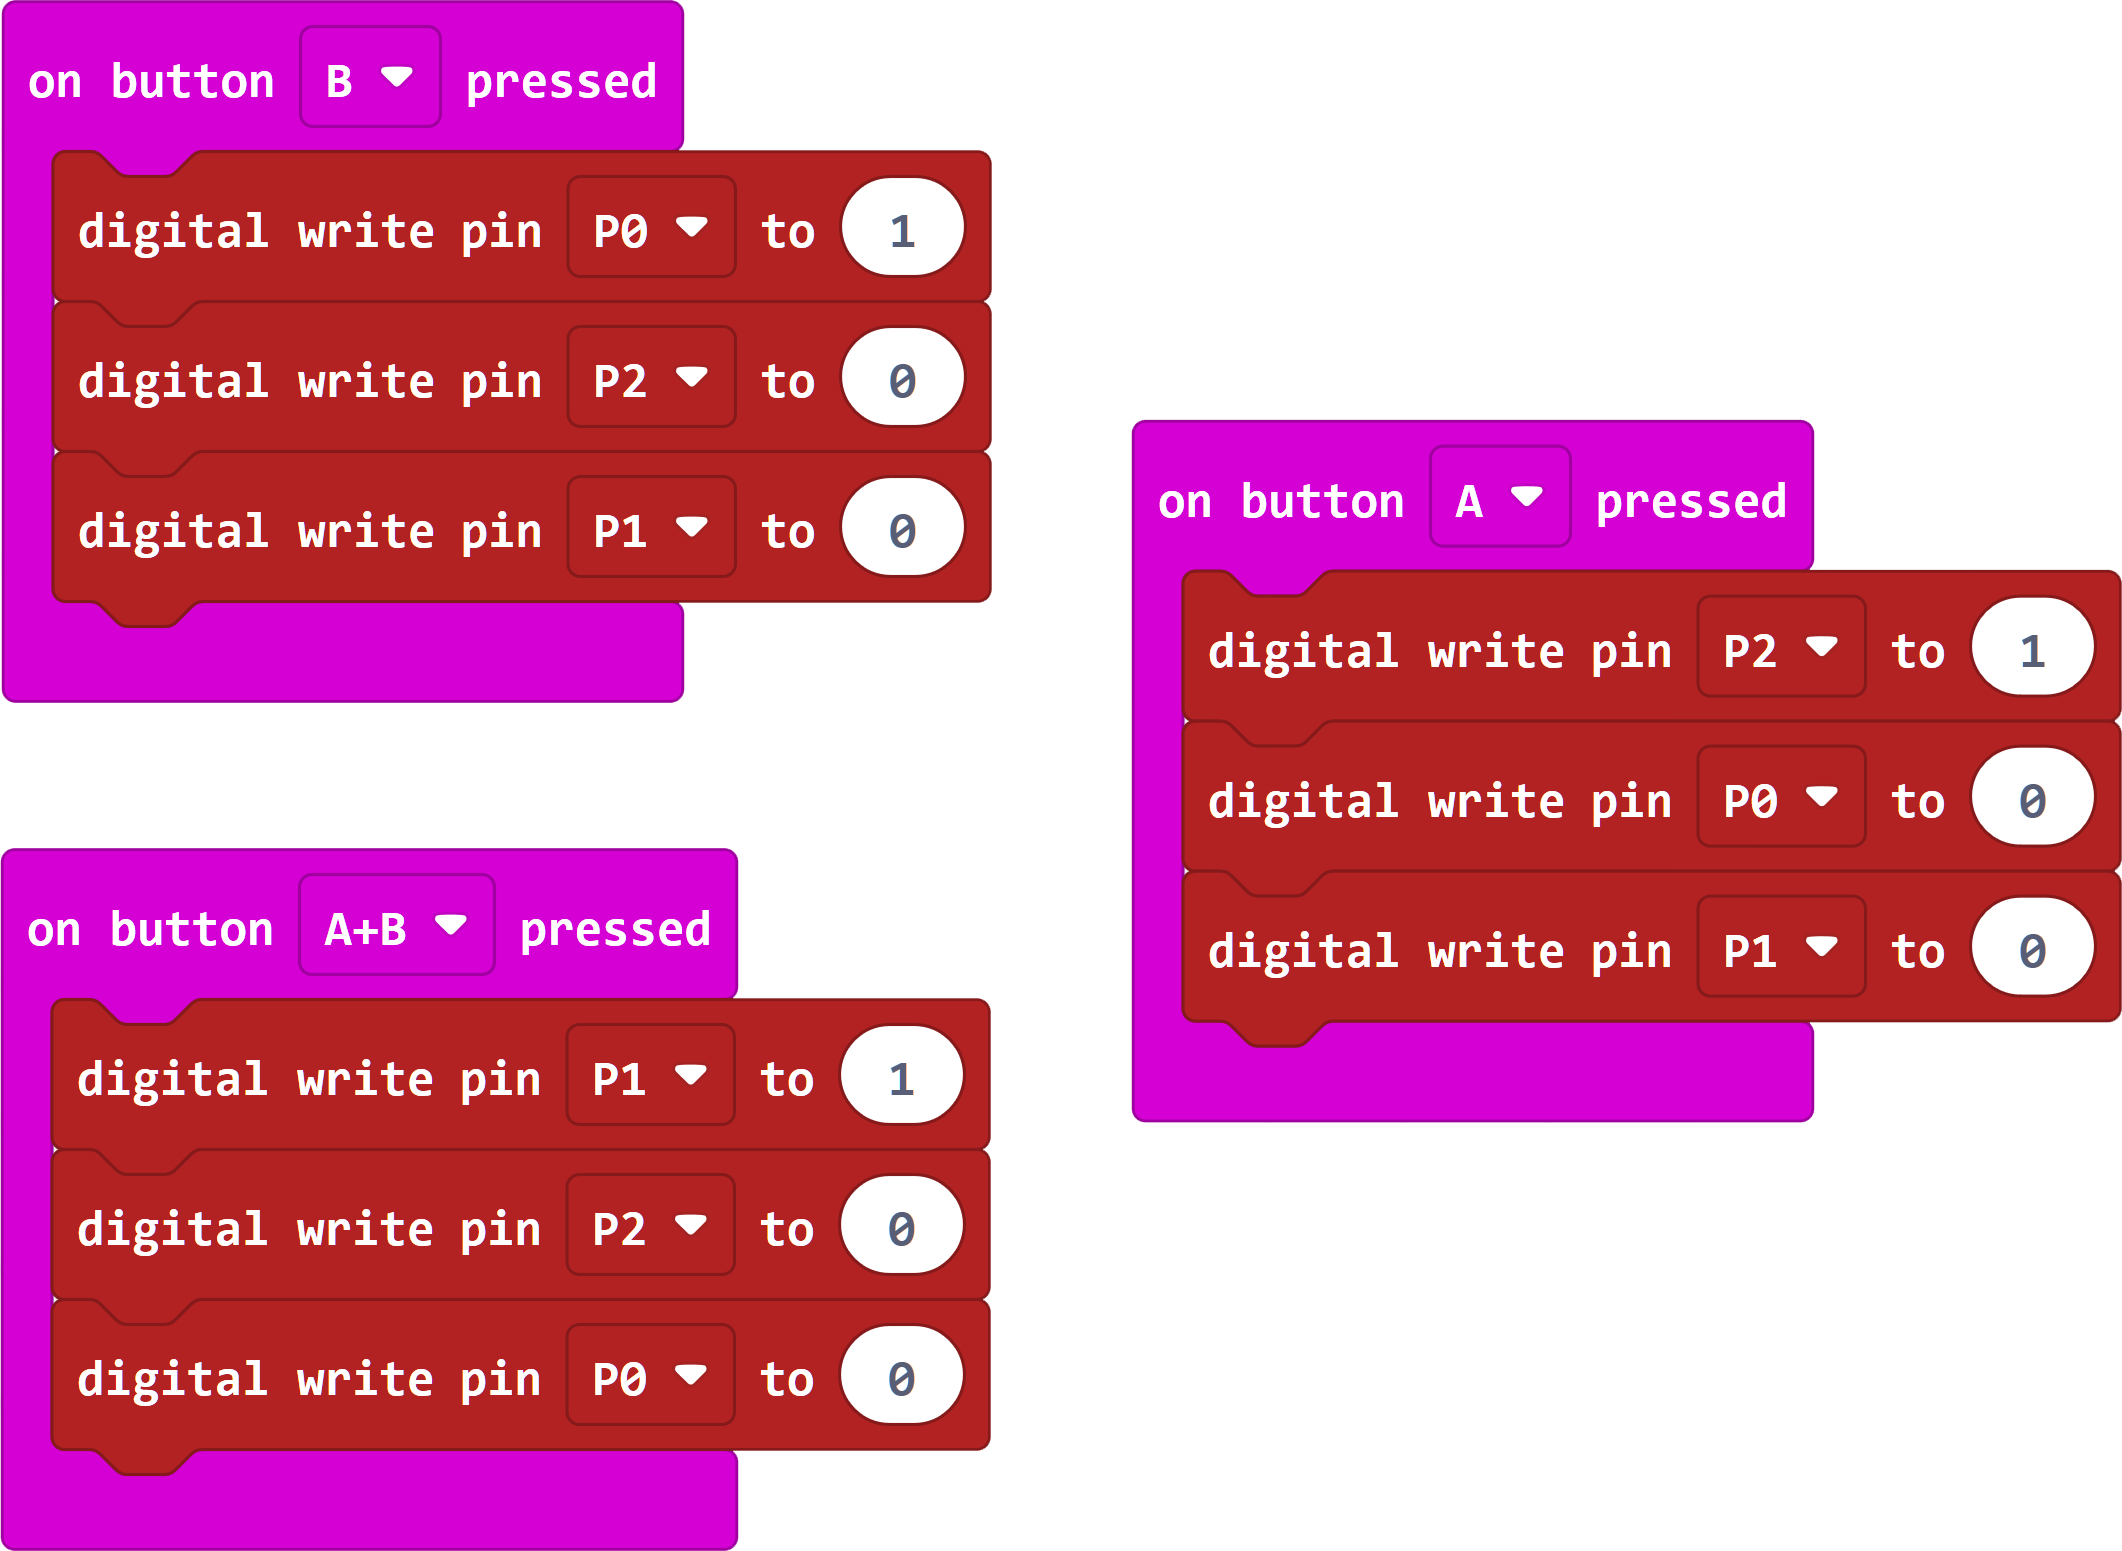 on button B pressed
digital write pin P0 to 1
digital write pin P2 to 0
digital write pin P1 to 0
on button A+B pressed
digital write pin P1 to 1
digital write pin P2 to 0
digital write pin P0 to 0
on button A pressed
digital write pin P2 to 1
digital write pin P0 to 0
digital write pin P1 to 0